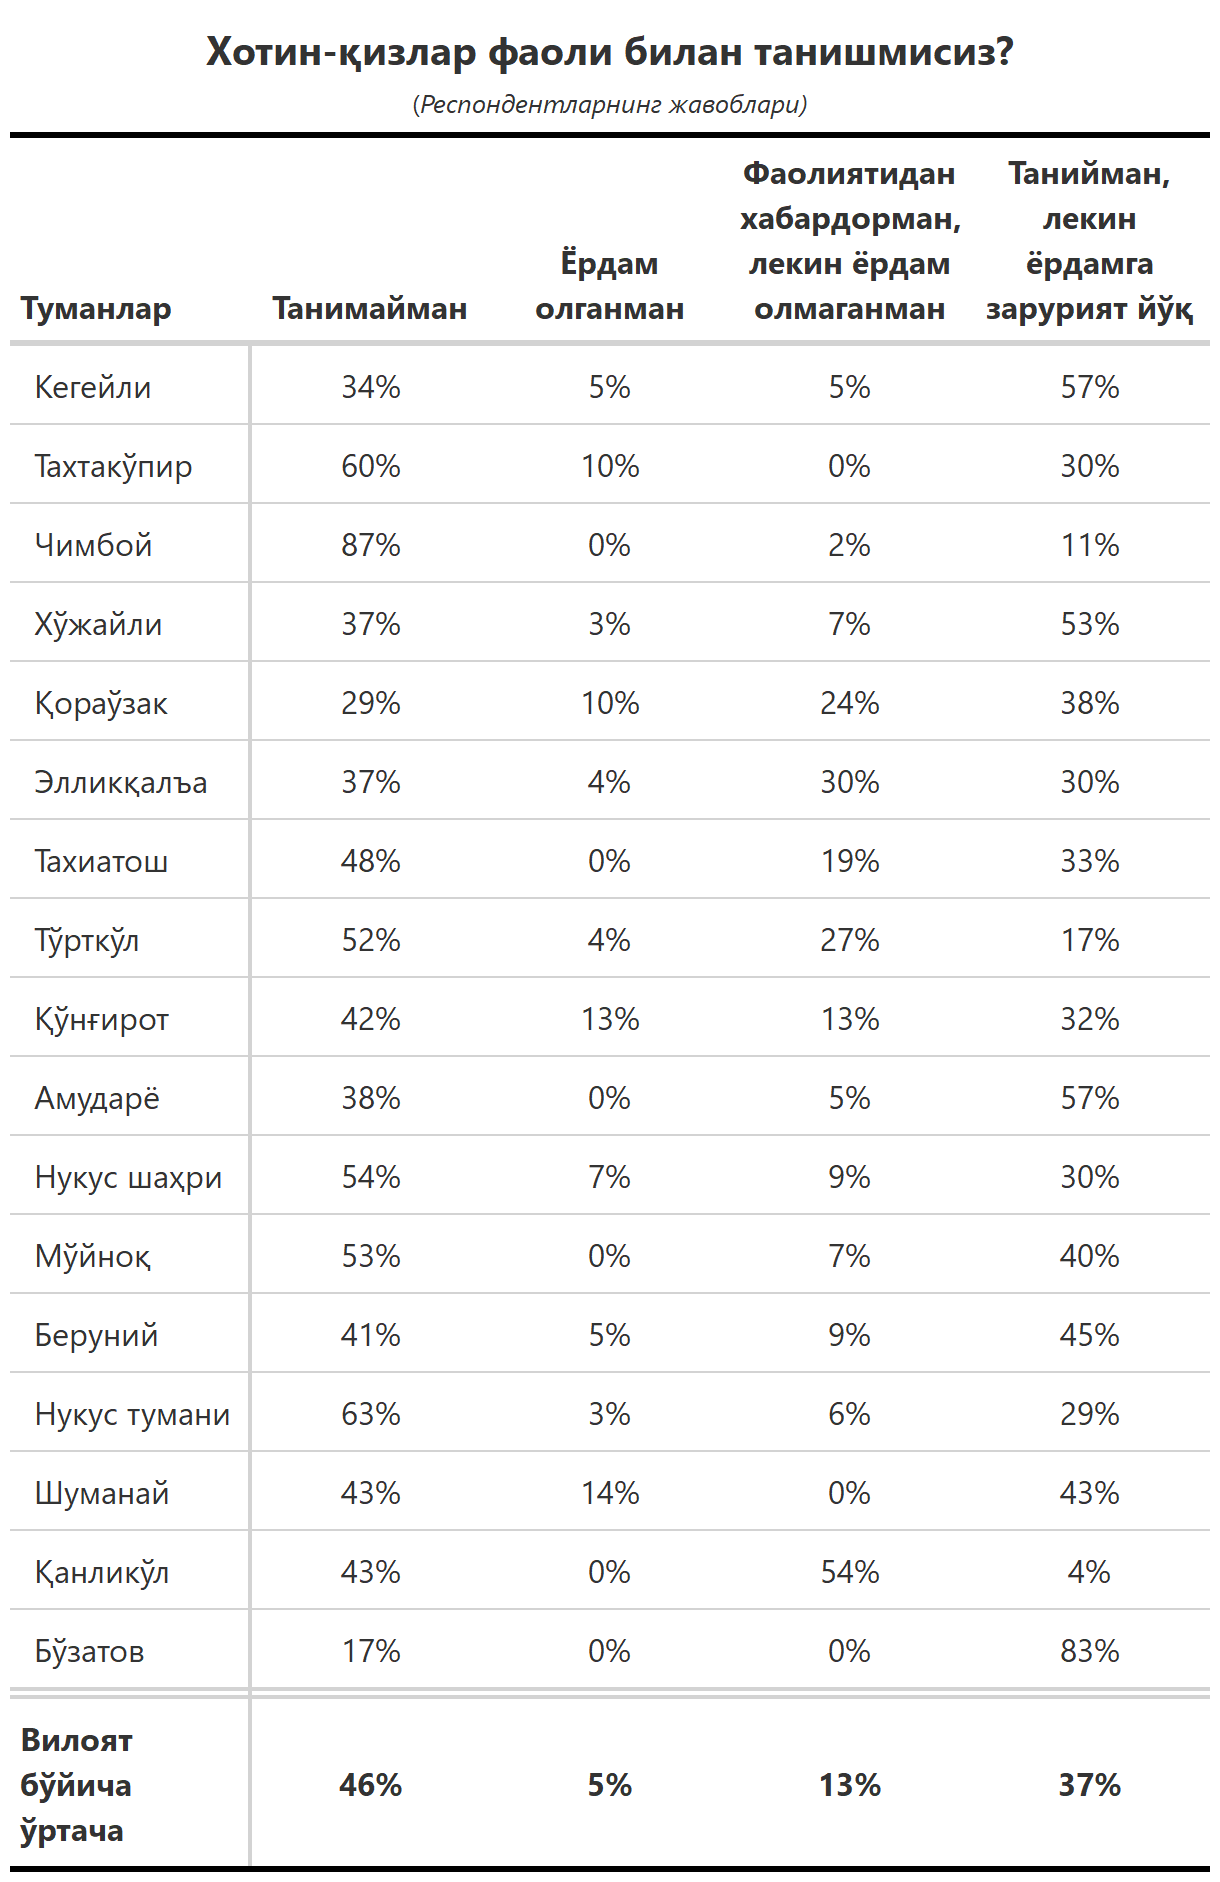 Хотин-қизлар фаоли билан танишмисиз?
(Респондентларнинг жавоблари)
Туманлар Танимайман Ёрдам олганман Фаолиятидан хабардорман, лекин ёрдам олмаганман Танийман, лекин ёрдамга зарурият йўқ
Кегейли 34% 5% 5% 57%
Тахтакўпир 60% 10% 0% 30%
Чимбой 87% 0% 2% 11%
Хўжайли 37% 3% 7% 53%
Қораўзак 29% 10% 24% 38%
Элликқалъа 37% 4% 30% 30%
Тахиатош 48% 0% 19% 33%
Тўрткўл 52% 4% 27% 17%
Қўнғирот 42% 13% 13% 32%
Амударё 38% 0% 5% 57%
Нукус шаҳри 54% 7% 9% 30%
Мўйноқ 53% 0% 7% 40%
Беруний 41% 5% 9% 45%
Нукус тумани 63% 3% 6% 29%
Шуманай 43% 14% 0% 43%
Қанликўл 43% 0% 54% 4%
Бўзатов 17% 0% 0% 83%
Вилоят бўйича ўртача 46% 5% 13% 37%